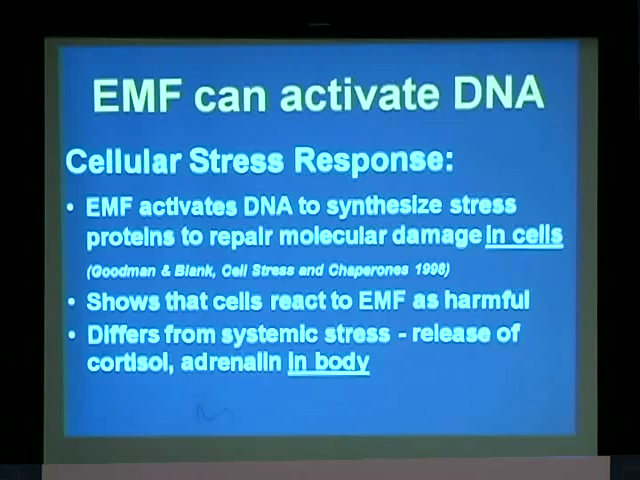 EMF can activate DNA
Cellular Stress Response:
• EMF activates DNA to synthesize stress
proteins to repair molecular damage in cells
(Goodman & Blank, Cell Stress and Chaperones 1998)
• Shows that cells react to EMF as harmful
• Differs from systemic stress - release of
cortisol, adrenalin in body